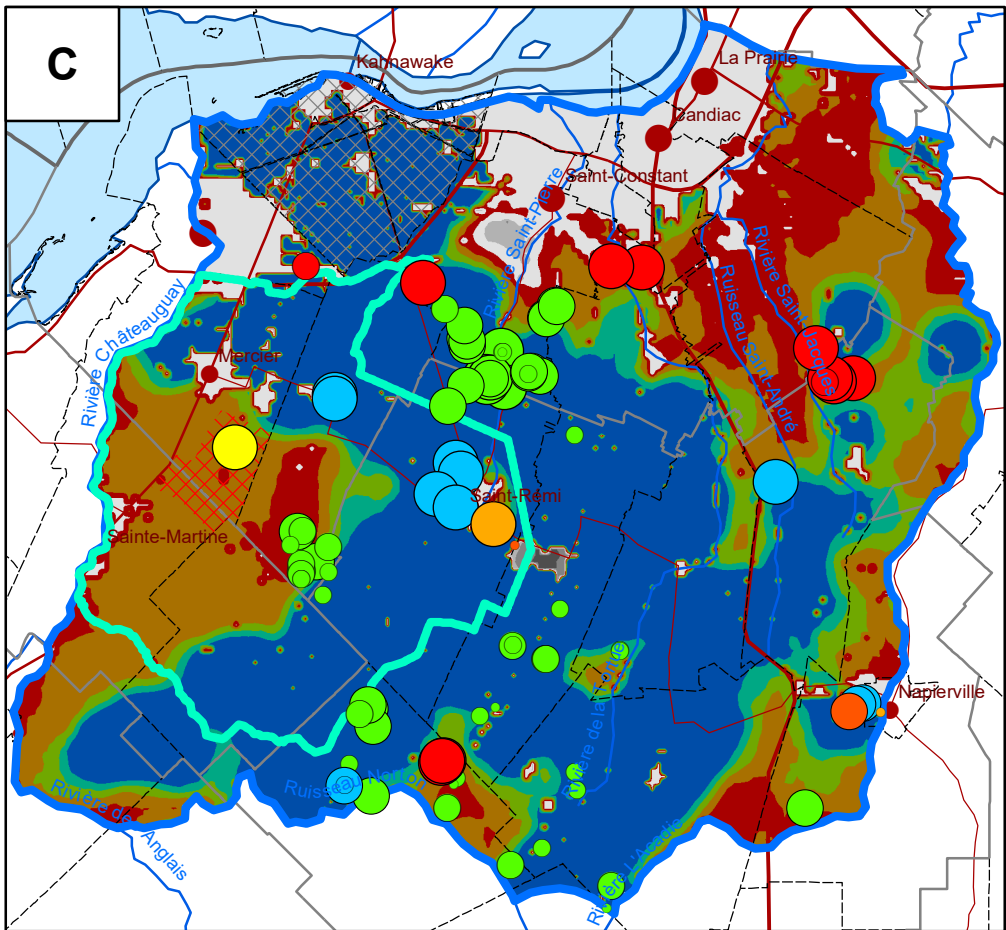 C
Kahnawake
La Prairie
Candiac
Saint-Constant
Rivière Saint-Pierre
Rivière Saint-Jacques
Ruisseau Saint-André
Rivière Châteauguay
Mercier
Saint-Rémi
Sainte-Martine
Rivière de la Tortue
Napierville
Ruisseau Norton
Rivière des Anglais
Rivière L'Acadie